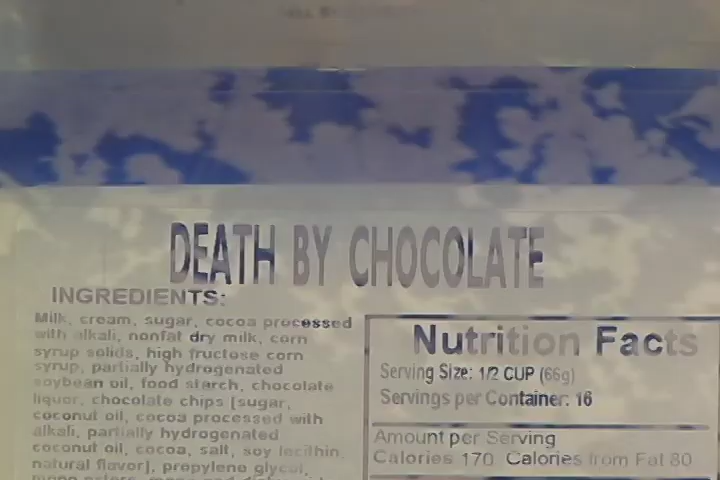 DEATH BY CHOCOLATE
INGREDIENTS:
Milk, cream, sugar, cocoa processed
with alkali, nonfat dry milk, corn
syrup solids, high fructose corn
syrup, partially hydrogenated
soybean oil, food starch, chocolate
liquor, chocolate chips [sugar,
coconut oil, cocoa processed with
alkali, partially hydrogenated
coconut oil, cocoa, salt, soy lecithin,
natural flavor], propylene glycol,
Nutrition Facts
Serving Size: 1/2 CUP (66g)
Servings per Container: 16
Amount per Serving
Calories 170 Calories from Fat 80